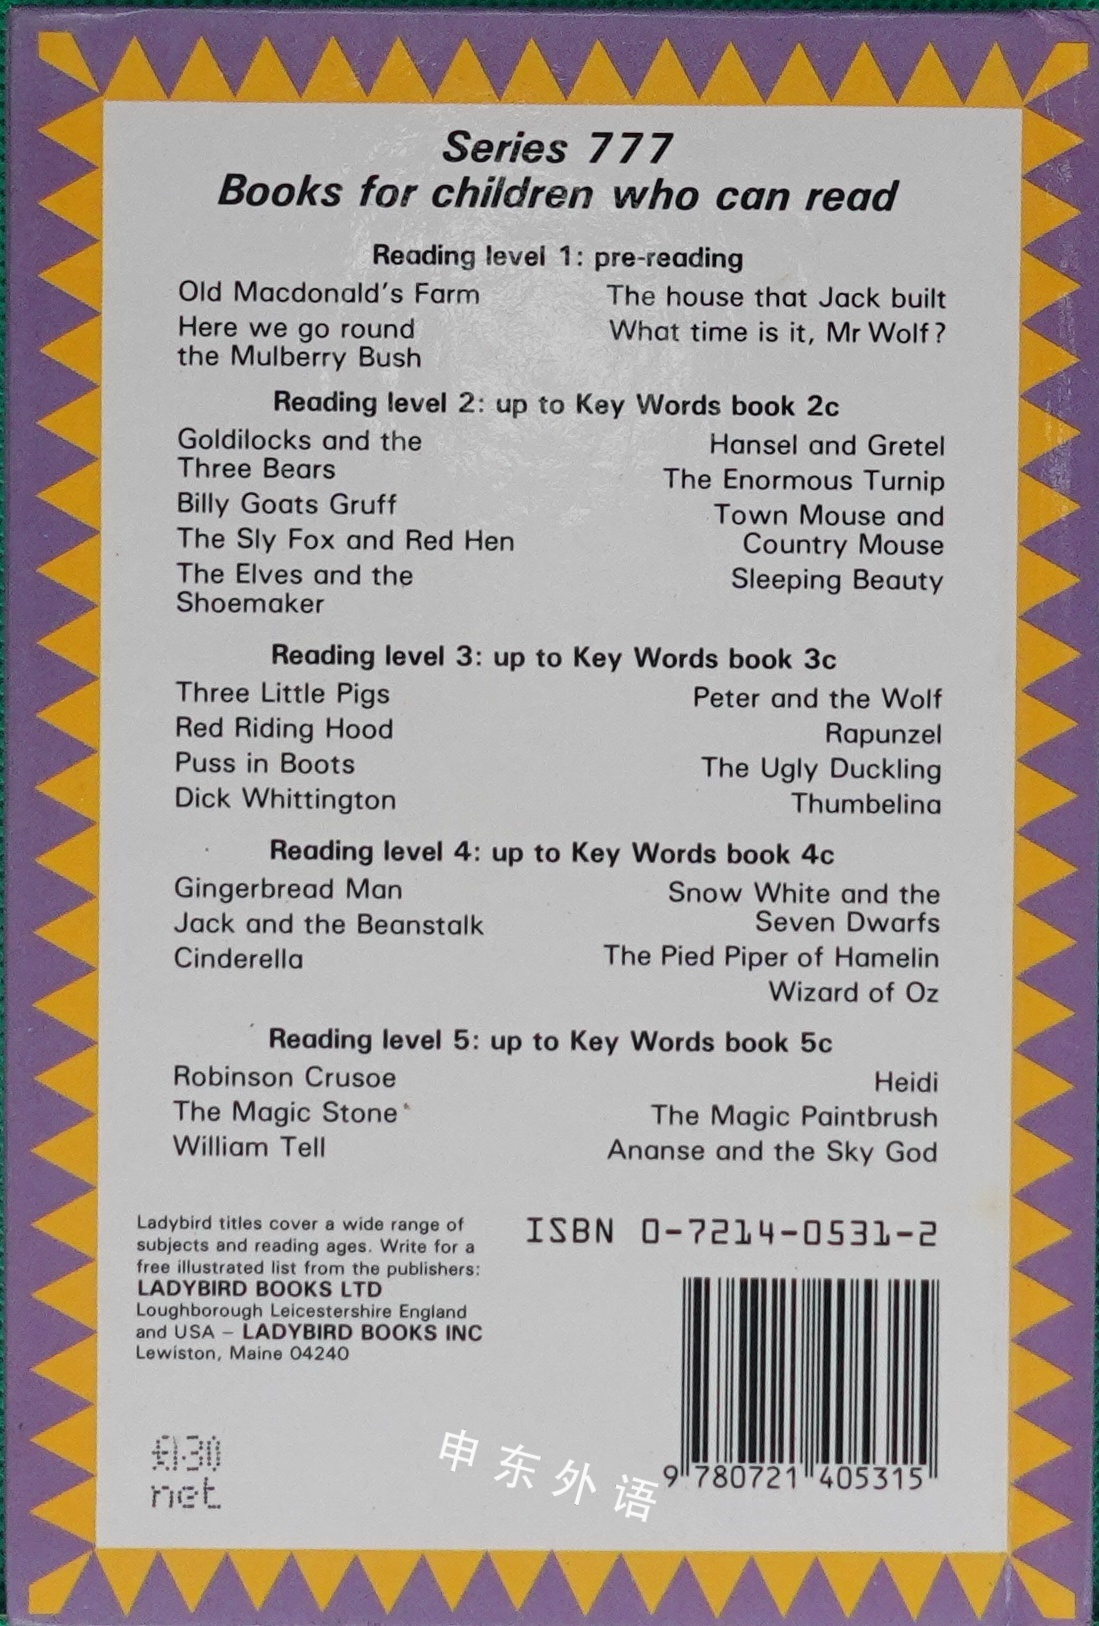 Series 777
Books for children who can read
Reading level 1: pre-reading
Old Macdonald's Farm
Here we go round
the Mulberry Bush
The house that Jack built
What time is it, Mr Wolf?
Reading level 2: up to Key Words book 2c
Goldilocks and the
Three Bears
Billy Goats Gruff
The Sly Fox and Red Hen
The Elves and the
Shoemaker
Hansel and Gretel
The Enormous Turnip
Town Mouse and
Country Mouse
Sleeping Beauty
Reading level 3: up to Key Words book 3c
Three Little Pigs
Red Riding Hood
Puss in Boots
Dick Whittington
Peter and the Wolf
Rapunzel
The Ugly Duckling
Thumbelina
Reading level 4: up to Key Words book 4c
Gingerbread Man
Jack and the Beanstalk
Cinderella
Snow White and the
Seven Dwarfs
The Pied Piper of Hamelin
Wizard of Oz
Reading level 5: up to Key Words book 5c
Robinson Crusoe
The Magic Stone
William Tell
Heidi
The Magic Paintbrush
Ananse and the Sky God
Ladybird titles cover a wide range of
subjects and reading ages. Write for a
free illustrated list from the publishers:
LADYBIRD BOOKS LTD
Loughborough Leicestershire England
and USA – LADYBIRD BOOKS INC
Lewiston, Maine 04240
£1·30
net
ISBN 0-7214-0531-2
9 780721 405315
申东外语